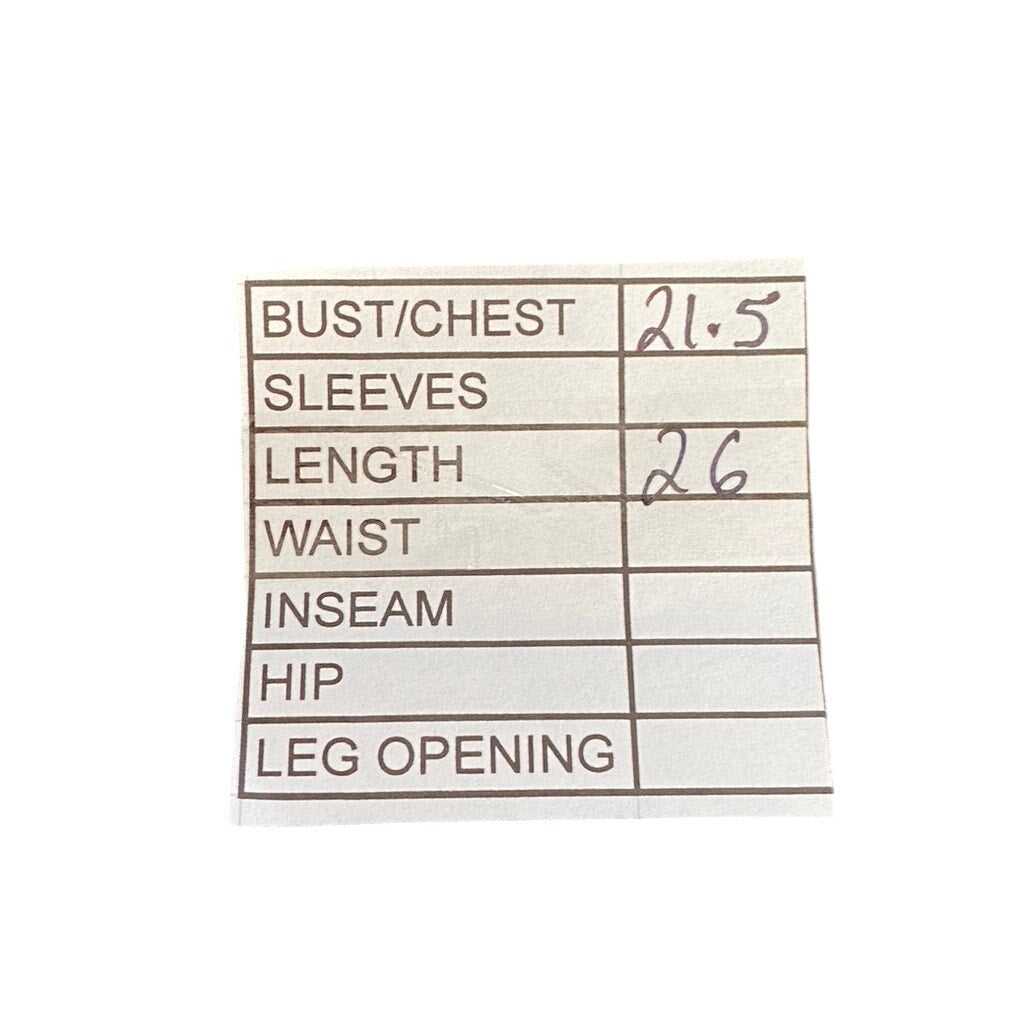 BUST/CHEST 21.5
SLEEVES
LENGTH 26
WAIST
INSEAM
HIP
LEG OPENING